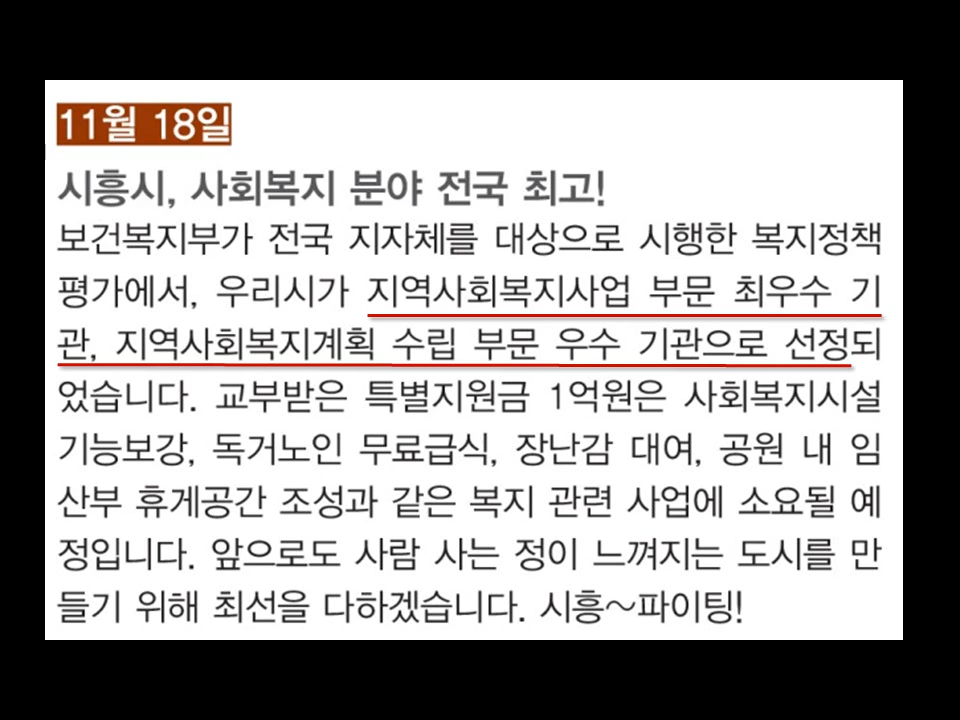 11월 18일
시흥시, 사회복지 분야 전국 최고!
보건복지부가 전국 지자체를 대상으로 시행한 복지정책
평가에서, 우리시가 지역사회복지사업 부문 최우수 기
관, 지역사회복지계획 수립 부문 우수 기관으로 선정되
었습니다. 교부받은 특별지원금 1억원은 사회복지시설
기능보강, 독거노인 무료급식, 장난감 대여, 공원 내 임
산부 휴게공간 조성과 같은 복지 관련 사업에 소요될 예
정입니다. 앞으로도 사람 사는 정이 느껴지는 도시를 만
들기 위해 최선을 다하겠습니다. 시흥~파이팅!